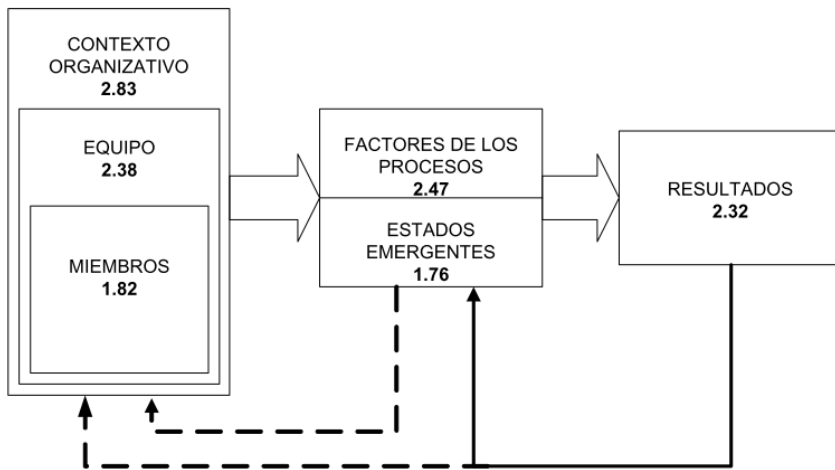 CONTEXTO
ORGANIZATIVO
2.83
EQUIPO
2.38
MIEMBROS
1.82
FACTORES DE LOS
PROCESOS
2.47
ESTADOS
EMERGENTES
1.76
RESULTADOS
2.32